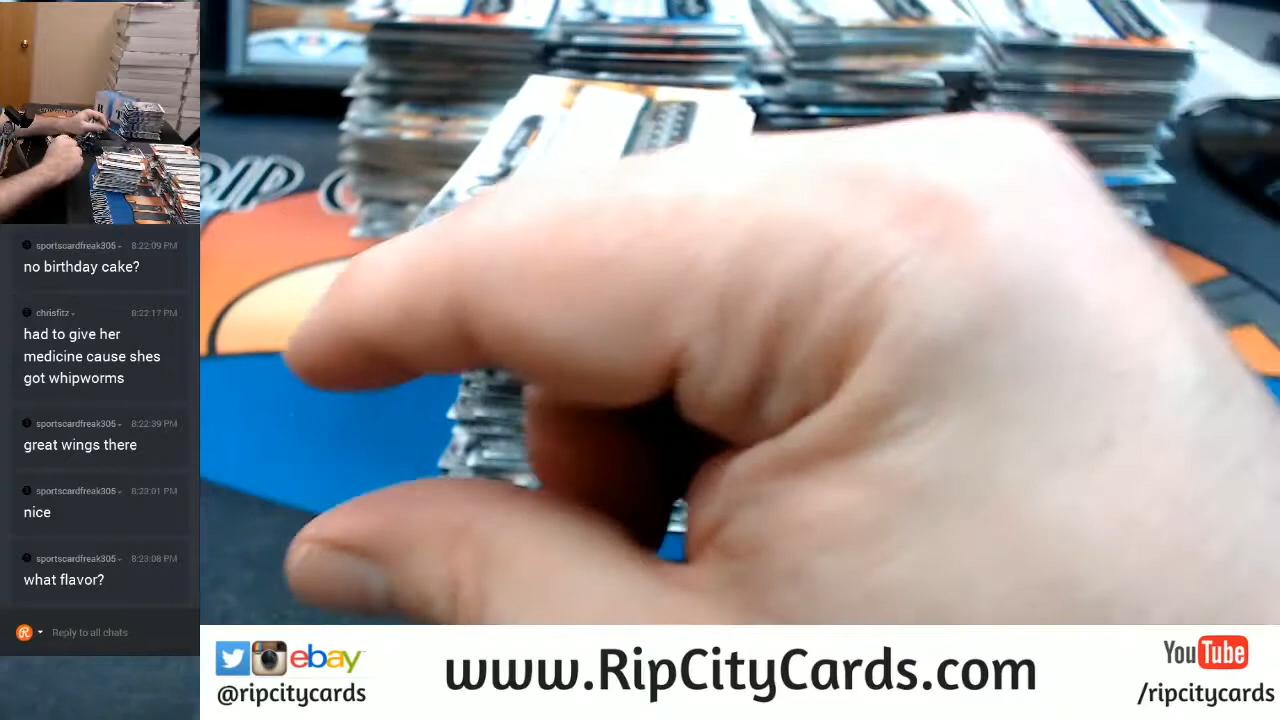 sportscardfreak305 8:22:09 PM
no birthday cake?
chrisfitz 8:22:17 PM
had to give her
medicine cause shes
got whipworms
sportscardfreak305 8:22:39 PM
great wings there
sportscardfreak305 8:23:01 PM
nice
sportscardfreak305 8:23:08 PM
what flavor?
Reply to all chats
RIP C
ebay
@ripcitycards
www.RipCityCards.com
YouTube
/ripcitycards